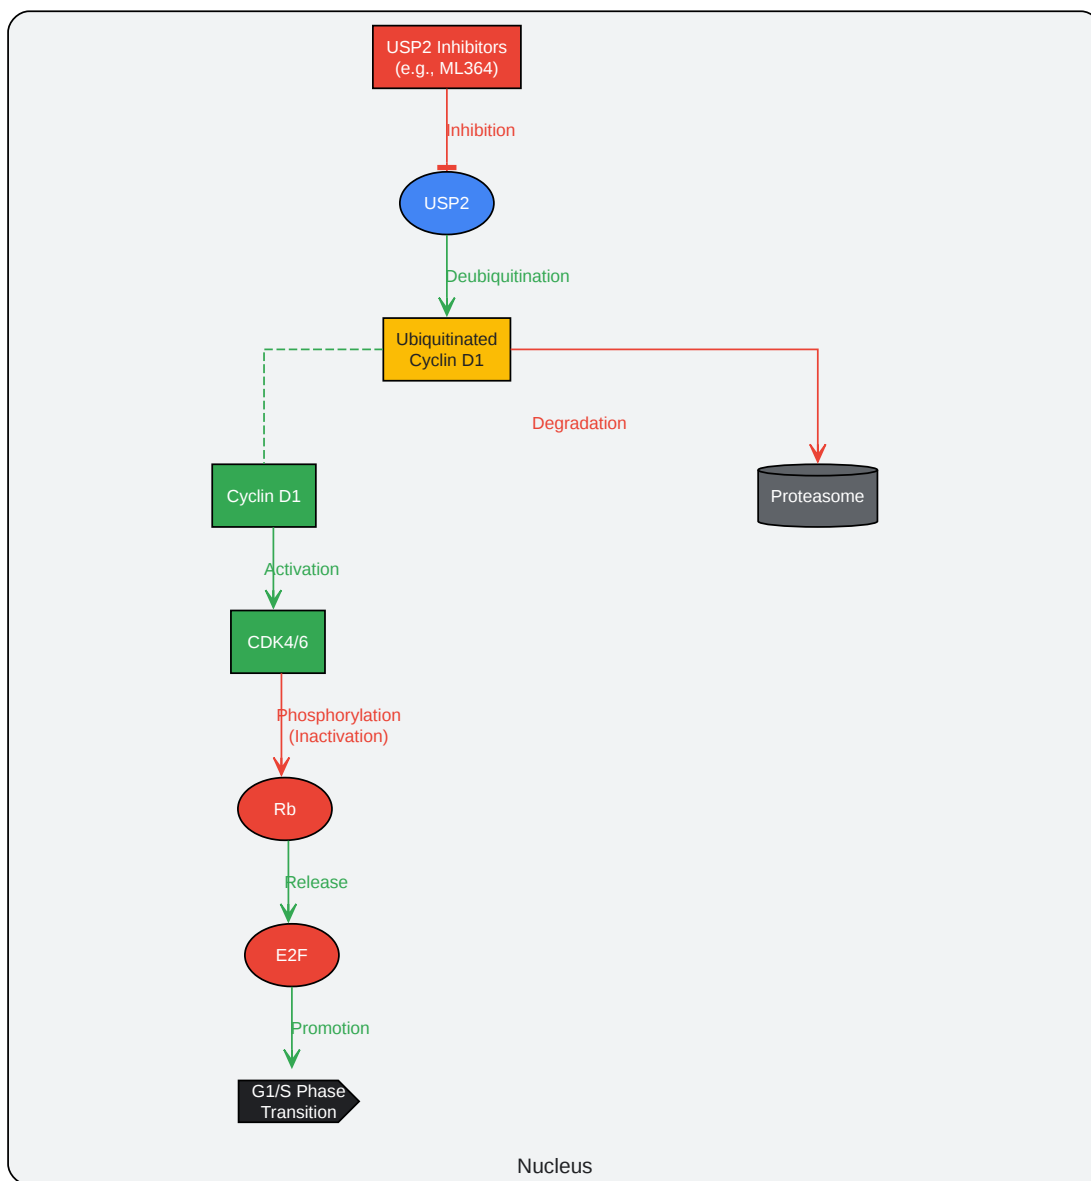 USP2 Inhibitors
(e.g., ML364)
Inhibition
USP2
Deubiquitination
Ubiquitinated
Cyclin D1
Degradation
Cyclin D1
Proteasome
Activation
CDK4/6
Phosphorylation
(Inactivation)
Rb
Release
E2F
Promotion
G1/S Phase
Transition
Nucleus